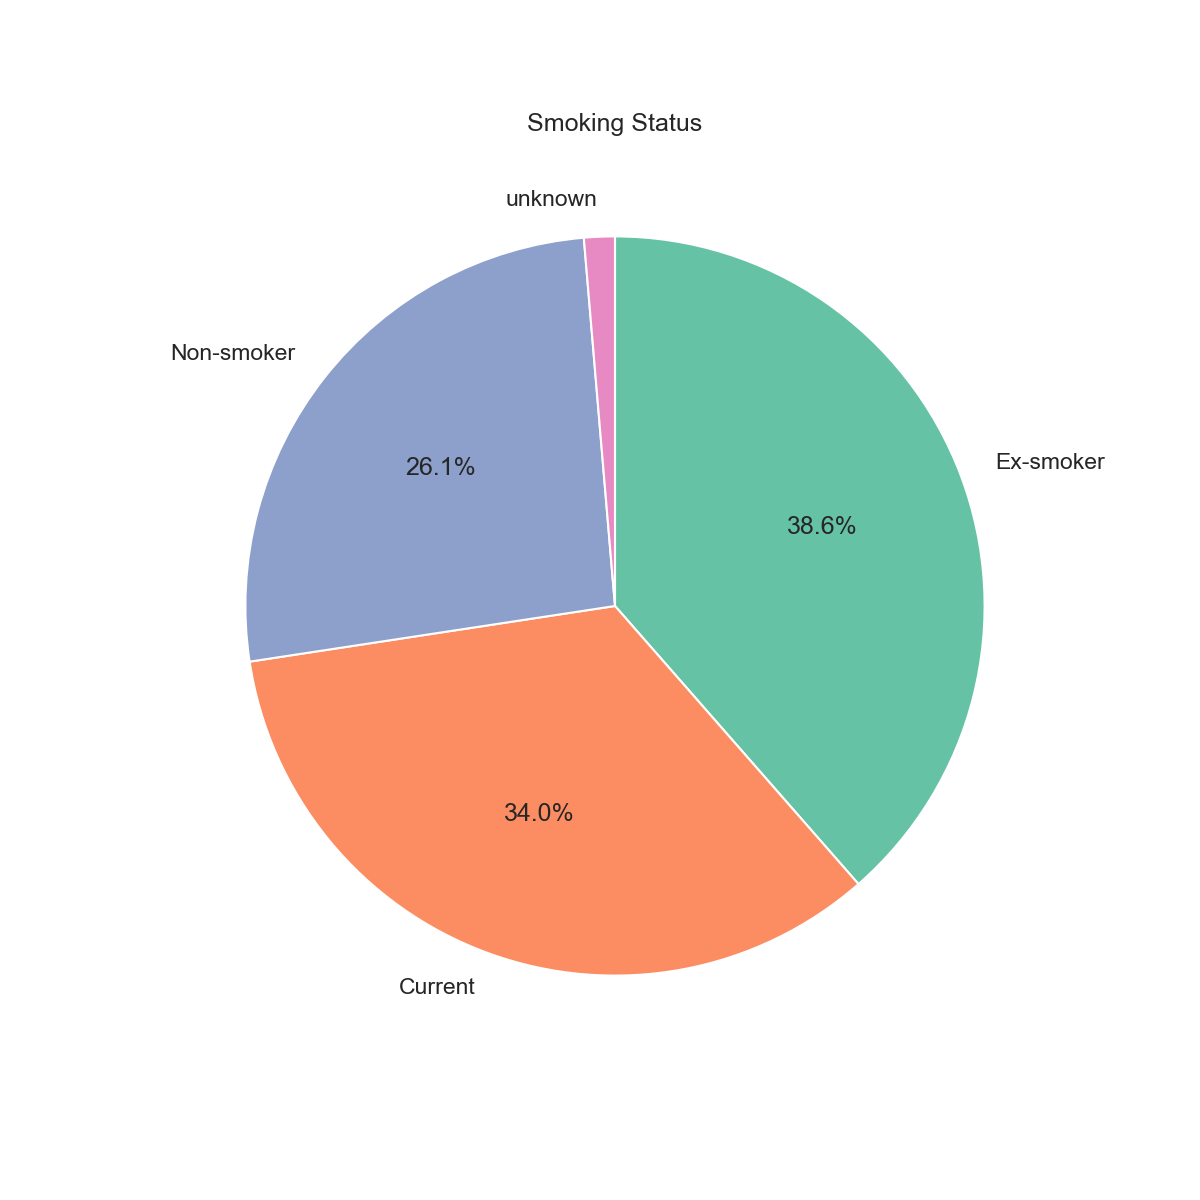 Smoking Status
unknown
Non-smoker
Ex-smoker
26.1%
38.6%
34.0%
Current